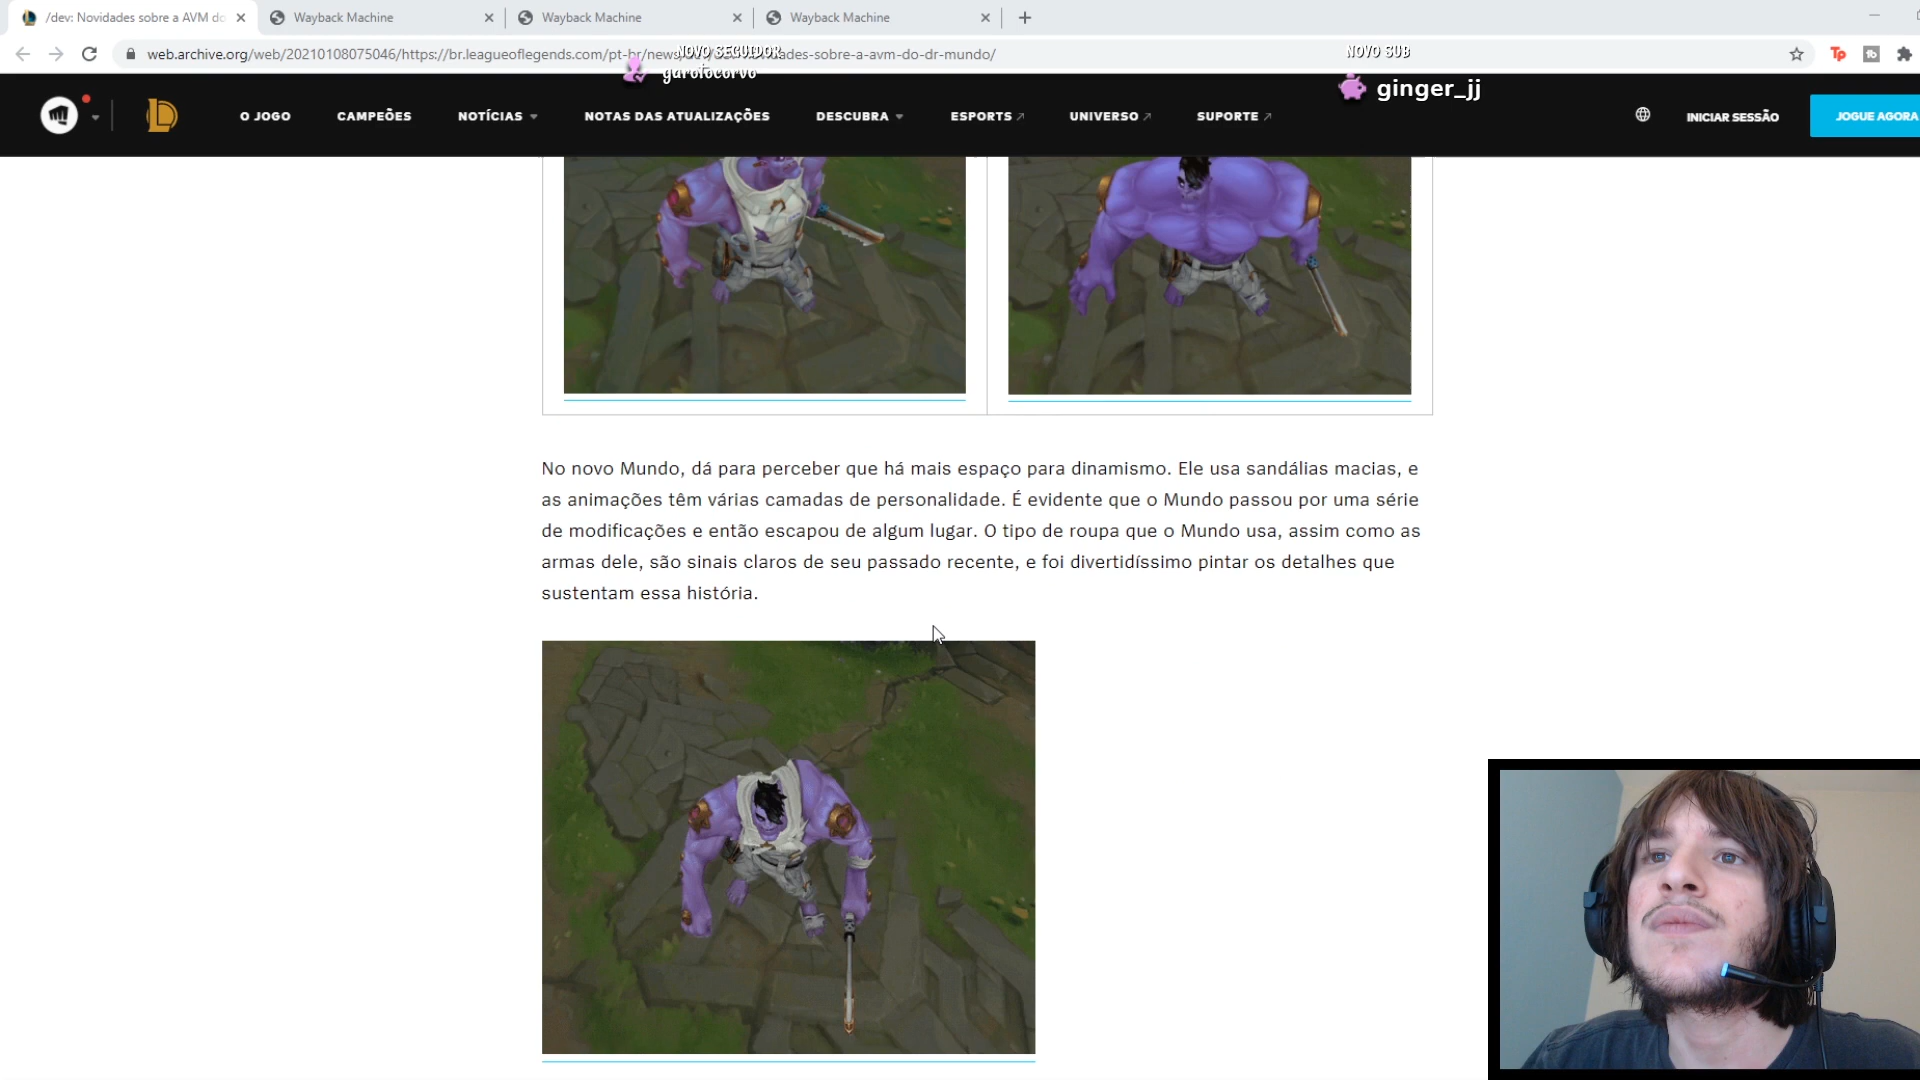 /dev: Novidades sobre a AVM do
Wayback Machine
Wayback Machine
Wayback Machine
web.archive.org/web/20210108075046/https://br.leagueoflegends.com/pt-br/news/
ades-sobre-a-avm-do-dr-mundo/
NOVO SEGUIDOR
garotocorvo
NOVO SUB
ginger_jj
O JOGO
CAMPEÕES
NOTÍCIAS
NOTAS DAS ATUALIZAÇÕES
DESCUBRA
ESPORTS
UNIVERSO
SUPORTE
INICIAR SESSÃO
JOGUE AGORA
No novo Mundo, dá para perceber que há mais espaço para dinamismo. Ele usa sandálias macias, e
as animações têm várias camadas de personalidade. É evidente que o Mundo passou por uma série
de modificações e então escapou de algum lugar. O tipo de roupa que o Mundo usa, assim como as
armas dele, são sinais claros de seu passado recente, e foi divertidíssimo pintar os detalhes que
sustentam essa história.